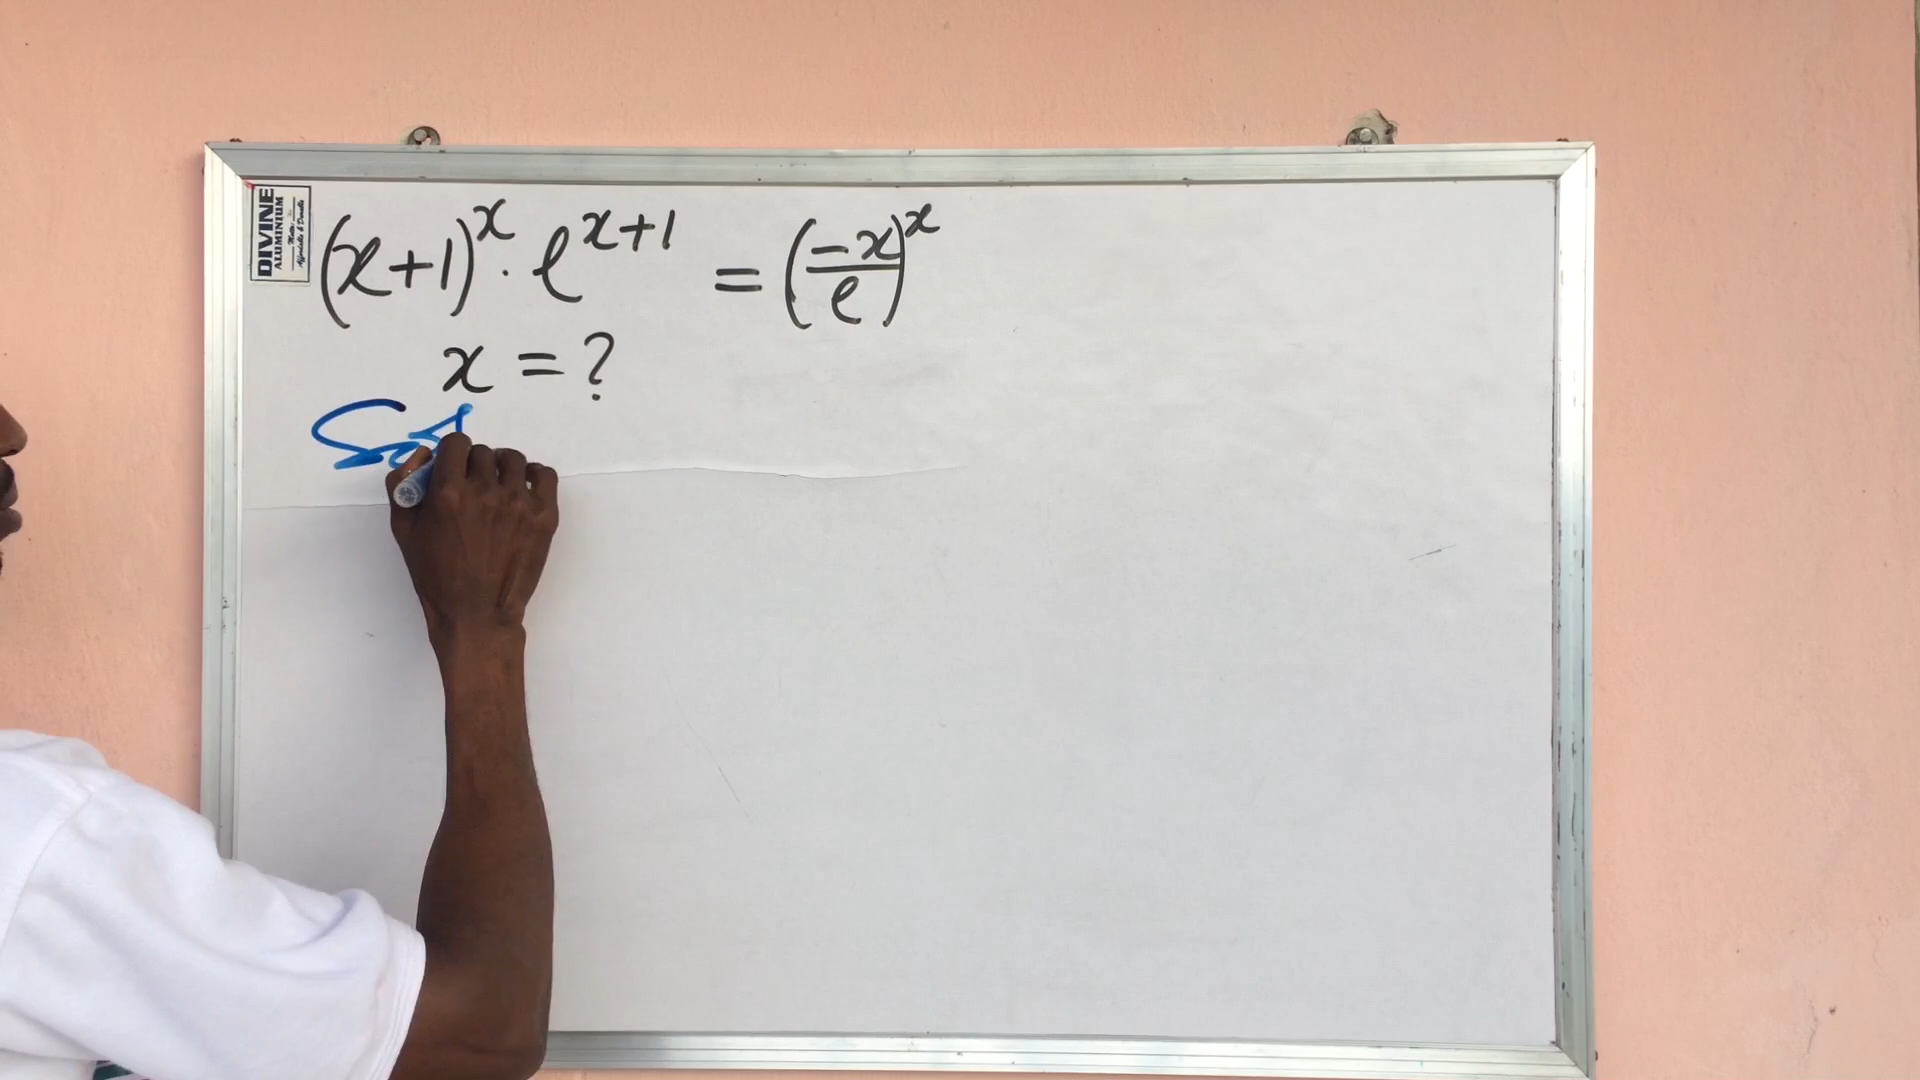 DIVINE
ALUMINIUM
(x+1)^x · e^{x+1} = (-x/e)^x
x = ?